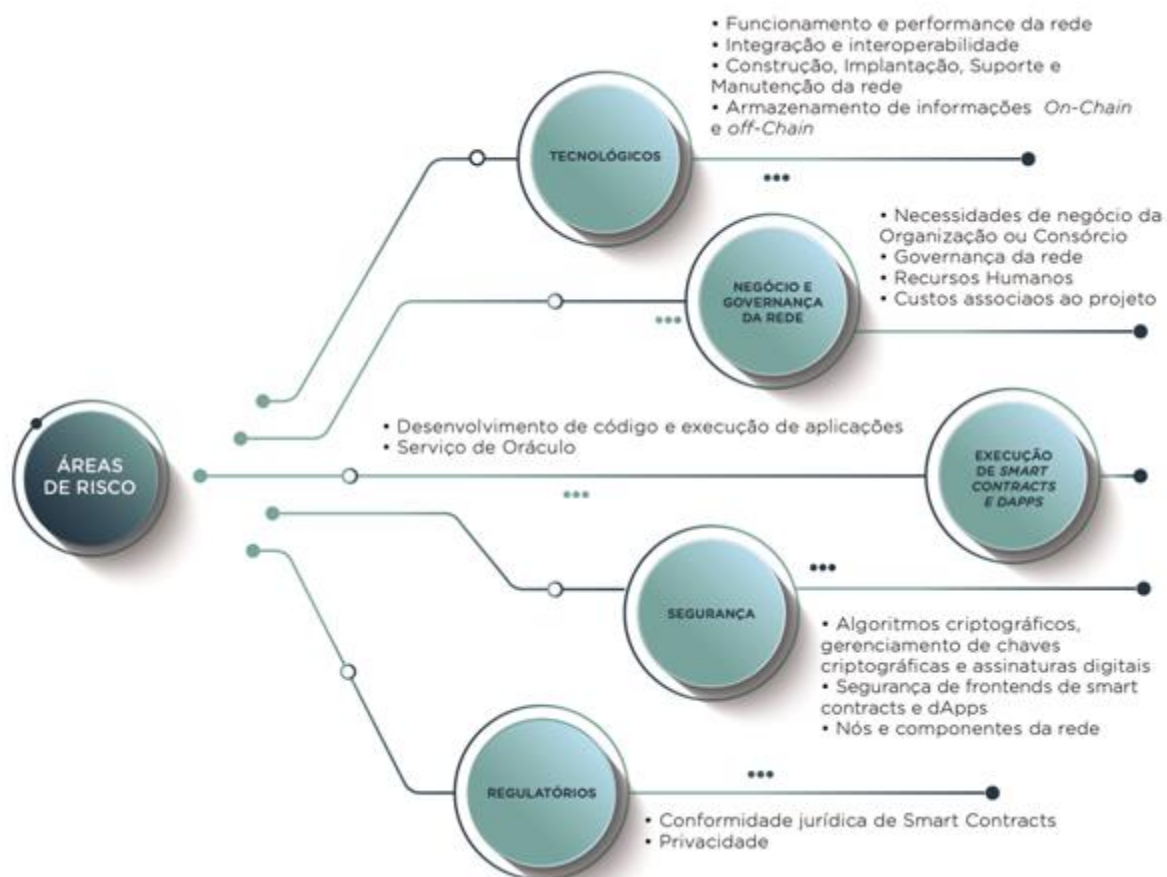 • Funcionamento e performance da rede
• Integração e interoperabilidade
• Construção, Implantação, Suporte e
Manutenção da rede
• Armazenamento de informações On-Chain
e off-Chain
TECNOLÓGICOS
• Necessidades de negócio da
Organização ou Consórcio
• Governança da rede
• Recursos Humanos
• Custos associaos ao projeto
NEGÓCIO E
GOVERNANÇA
DA REDE
ÁREAS
DE RISCO
• Desenvolvimento de código e execução de aplicações
• Serviço de Oráculo
EXECUÇÃO
DE SMART
CONTRACTS
E DAPPS
SEGURANÇA
• Algoritmos criptográficos,
gerenciamento de chaves
criptográficas e assinaturas digitais
• Segurança de frontends de smart
contracts e dApps
• Nós e componentes da rede
REGULATÓRIOS
• Conformidade jurídica de Smart Contracts
• Privacidade